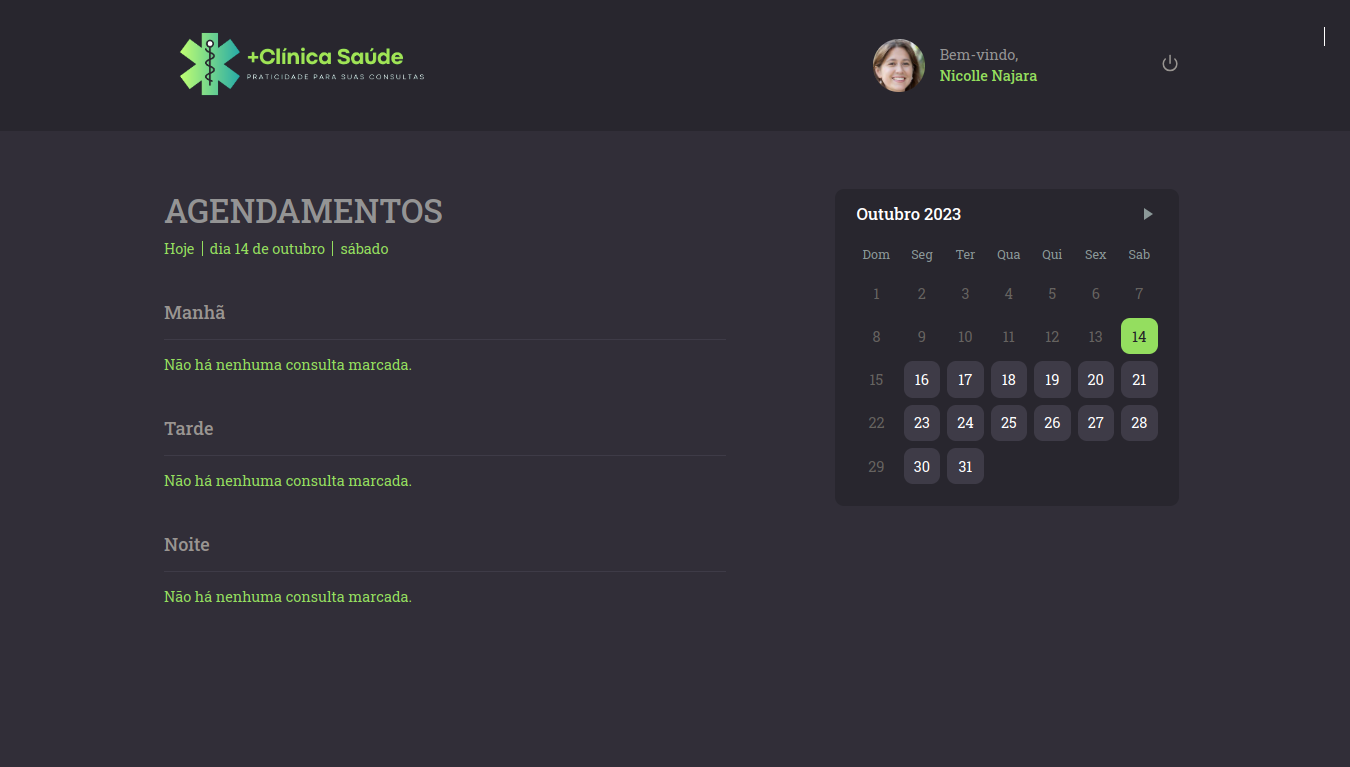 +Clínica Saúde
PRATICIDADE PARA SUAS CONSULTAS
Bem-vindo,
Nicolle Najara
AGENDAMENTOS
Hoje | dia 14 de outubro | sábado
Manhã
Não há nenhuma consulta marcada.
Tarde
Não há nenhuma consulta marcada.
Noite
Não há nenhuma consulta marcada.
Outubro 2023
Dom Seg Ter Qua Qui Sex Sab
1 2 3 4 5 6 7
8 9 10 11 12 13 14
15 16 17 18 19 20 21
22 23 24 25 26 27 28
29 30 31